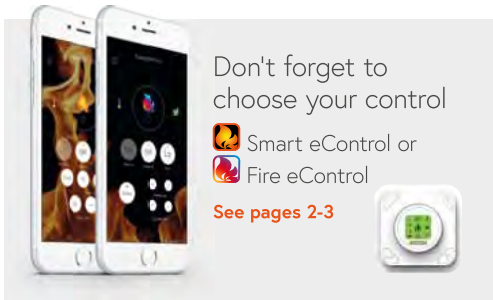 Don't forget to
choose your control
Smart eControl or
Fire eControl
See pages 2-3